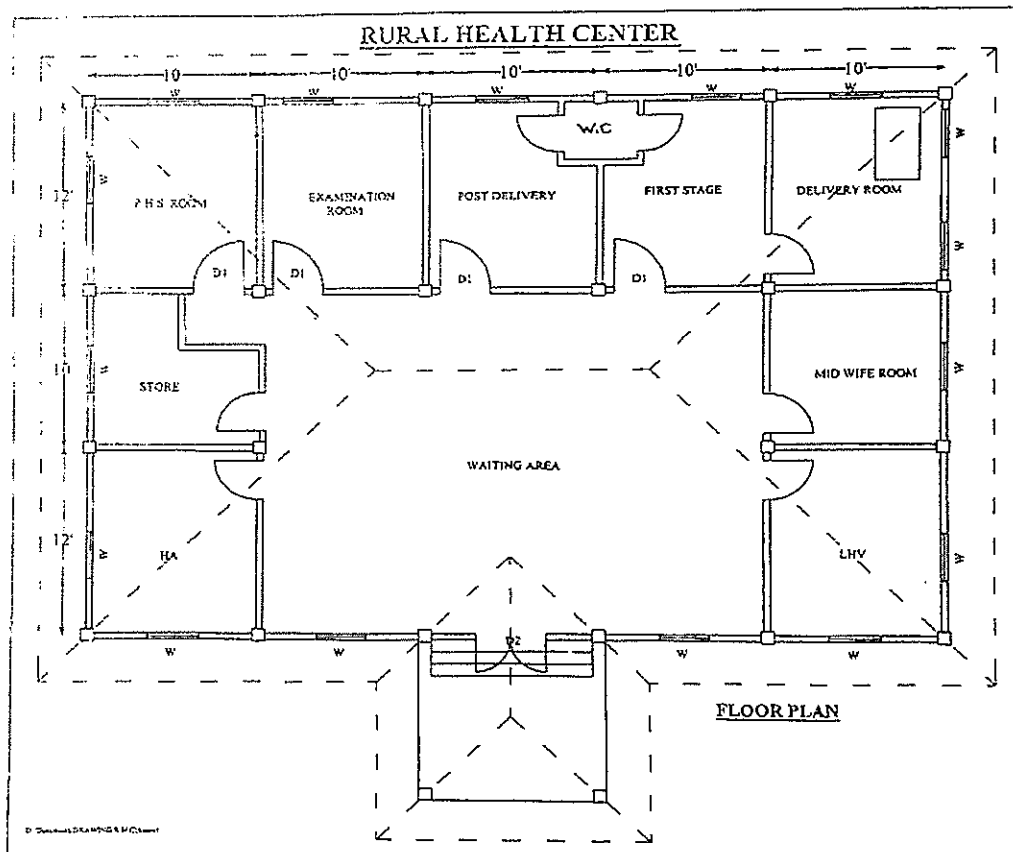 RURAL HEALTH CENTER
10' 10' 10' 10' 10'
W W W W W
W.C
W
12'
W
P.H.S. ROOM
EXAMINATION
ROOM
POST DELIVERY
FIRST STAGE
DELIVERY ROOM
W
D1 D1 D1 D1
10'
W
STORE
MID WIFE ROOM
W
WAITING AREA
12'
W
HA
LHV
W
D2
W W W W
FLOOR PLAN